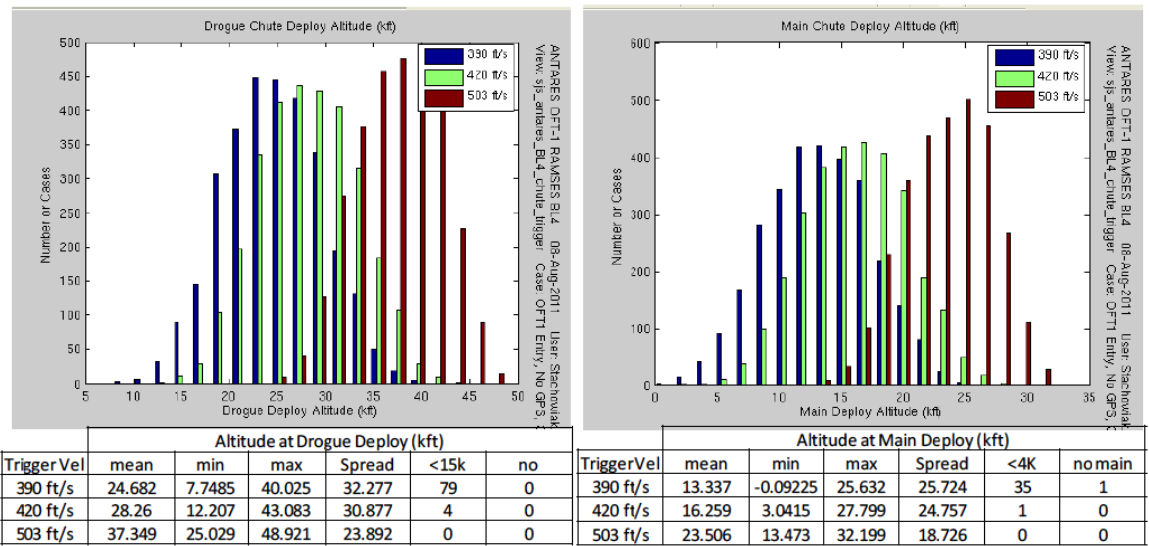 Drogue Chute Deploy Altitude (kft)
500
450
400
350
300
250
200
150
100
50
0
Number or Cases
5
10
15
20
25
30
35
40
45
50
Drogue Deploy Altitude (kft)
390 ft/s
420 ft/s
503 ft/s
ANTARES OFT-1 RAMSES BL4 08-Aug-2011 User: Stachowiak
View: sjs_antares_BL4_chute_trigger Case: OFT1 Entry, No GPS,
Main Chute Deploy Altitude (kft)
600
500
400
300
200
100
0
Number or Cases
0
5
10
15
20
25
30
35
Main Deploy Altitude (kft)
390 ft/s
420 ft/s
503 ft/s
ANTARES OFT-1 RAMSES BL4 08-Aug-2011 User: Stachowiak
View: sjs_antares_BL4_chute_trigger Case: OFT1 Entry, No GPS,
Altitude at Drogue Deploy (kft)
Trigger Vel mean min max Spread <15k no
390 ft/s 24.682 7.7485 40.025 32.277 79 0
420 ft/s 28.26 12.207 43.083 30.877 4 0
503 ft/s 37.349 25.029 48.921 23.892 0 0
Altitude at Main Deploy (kft)
Trigger Vel mean min max Spread <4K no main
390 ft/s 13.337 -0.09225 25.632 25.724 35 1
420 ft/s 16.259 3.0415 27.799 24.757 1 0
503 ft/s 23.506 13.473 32.199 18.726 0 0